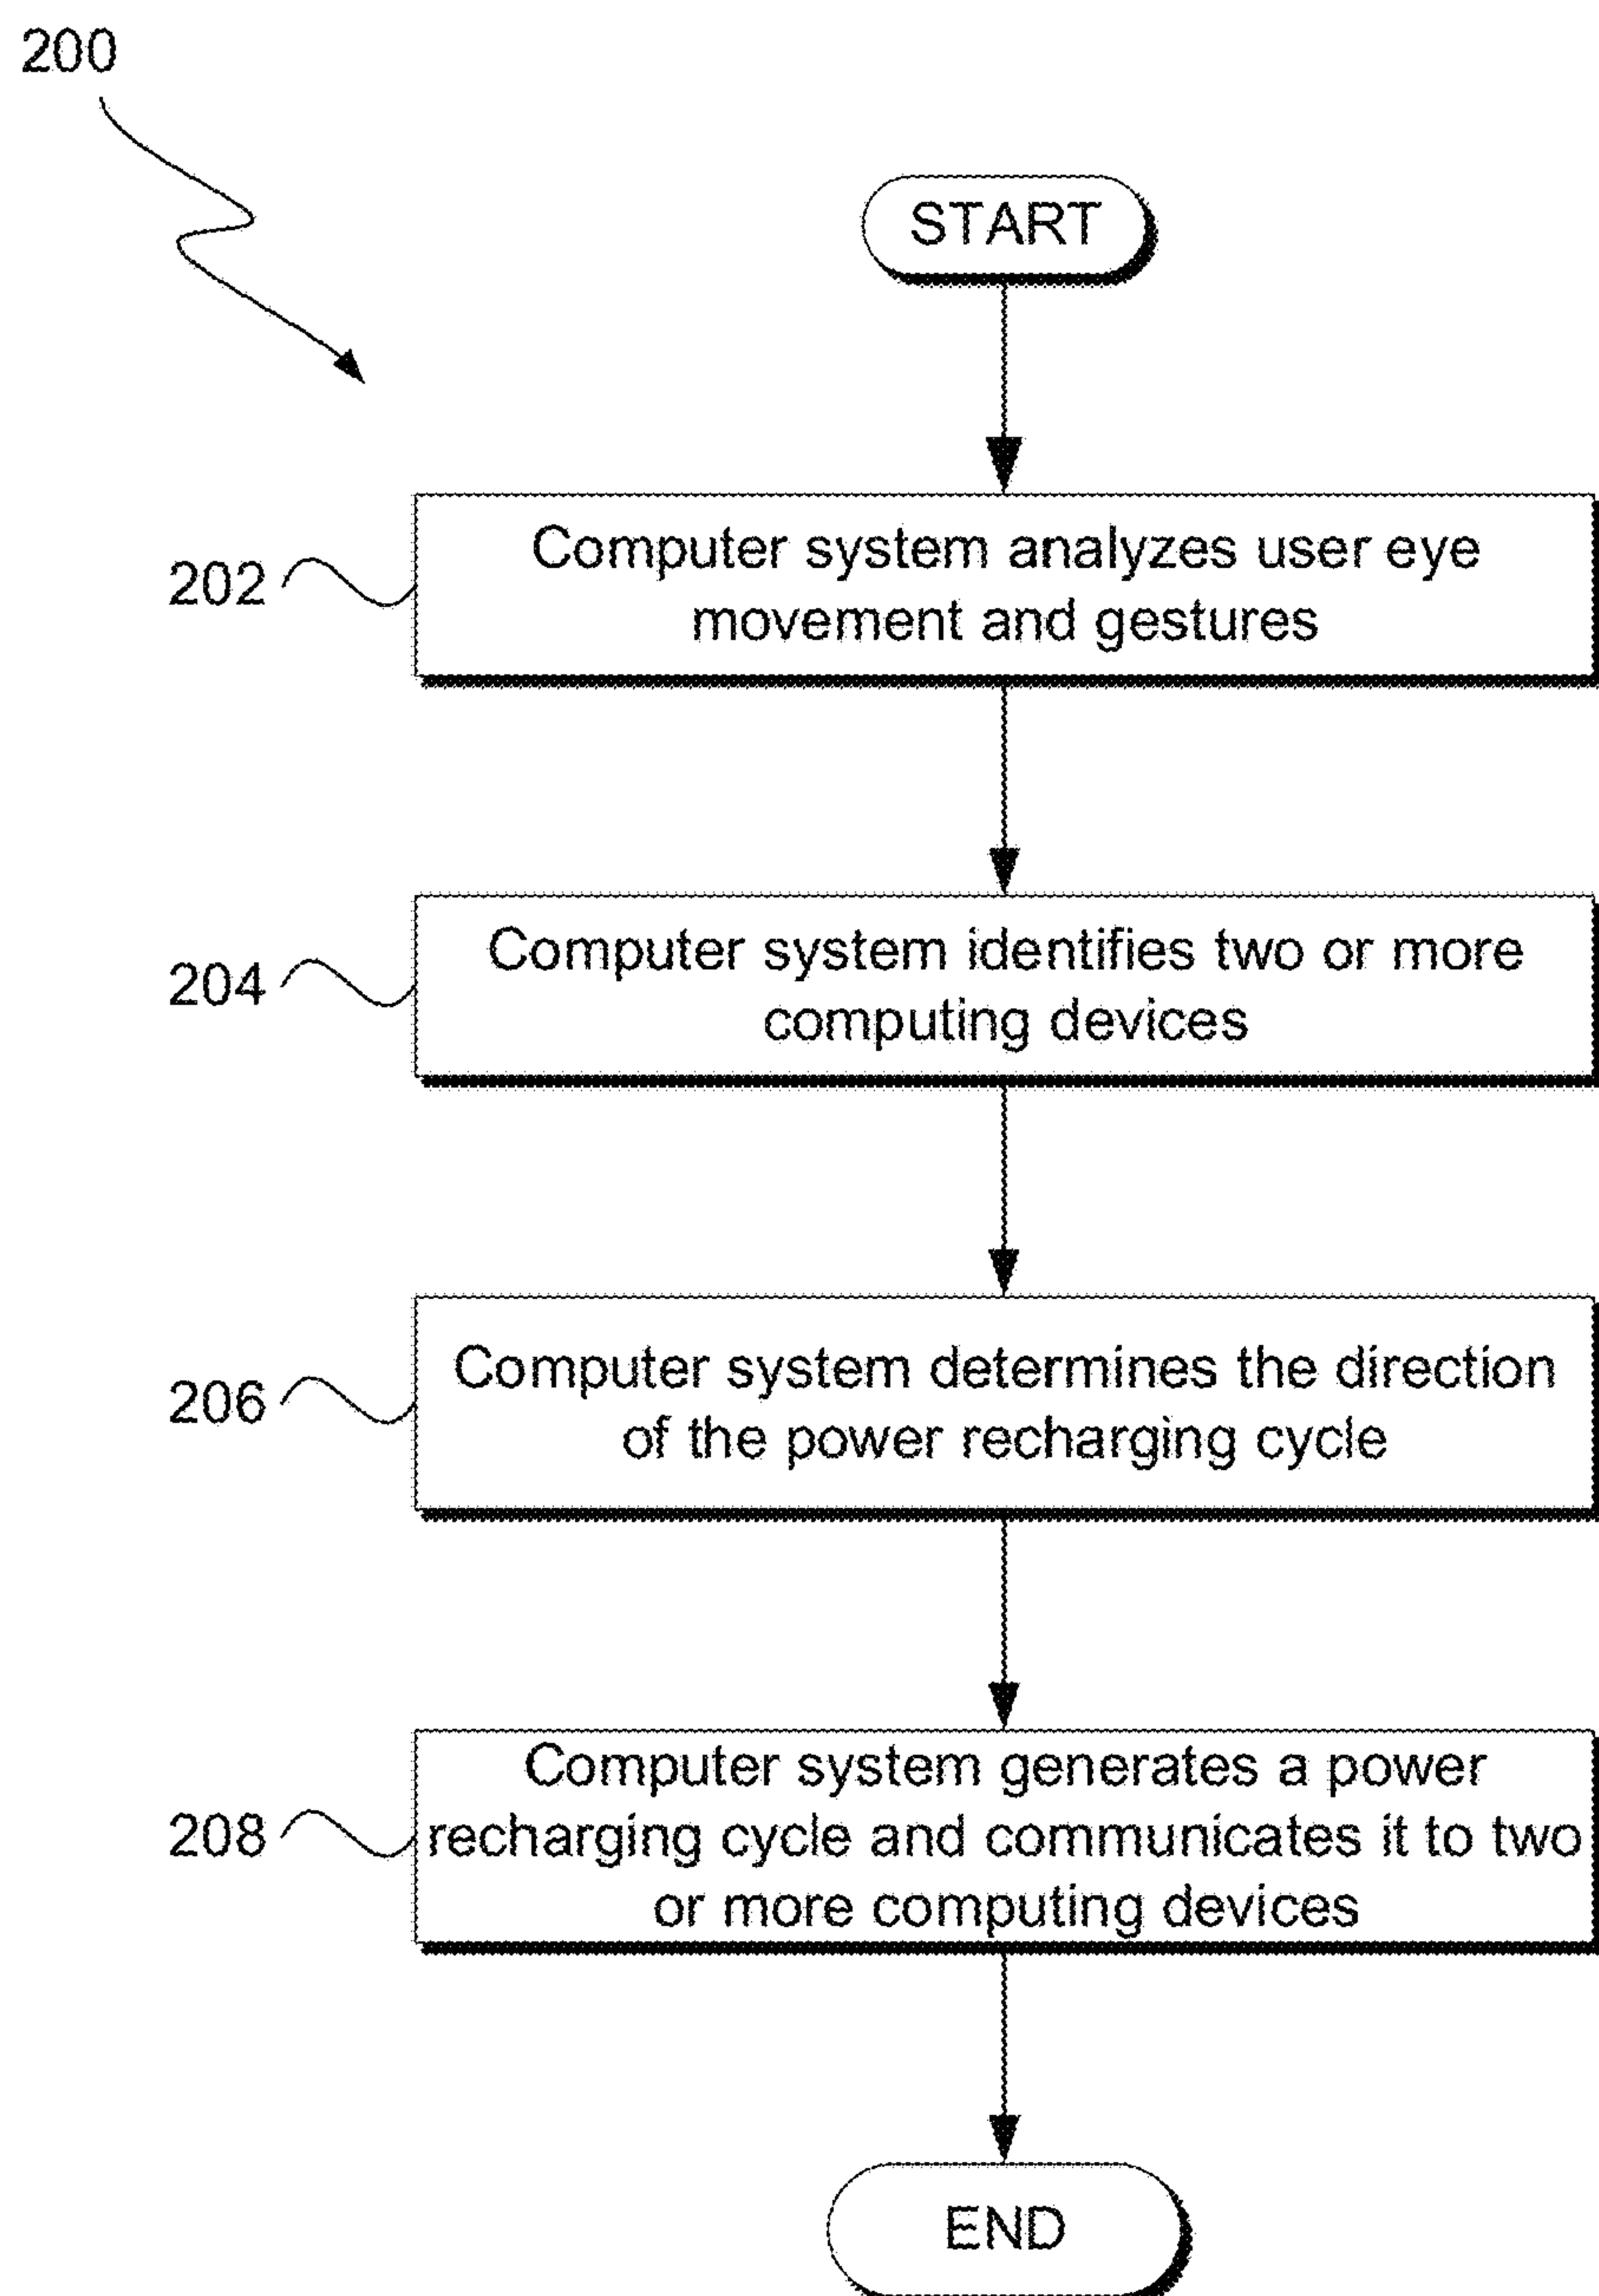 200
START
202
Computer system analyzes user eye
movement and gestures
204
Computer system identifies two or more
computing devices
206
Computer system determines the direction
of the power recharging cycle
208
Computer system generates a power
recharging cycle and communicates it to two
or more computing devices
END